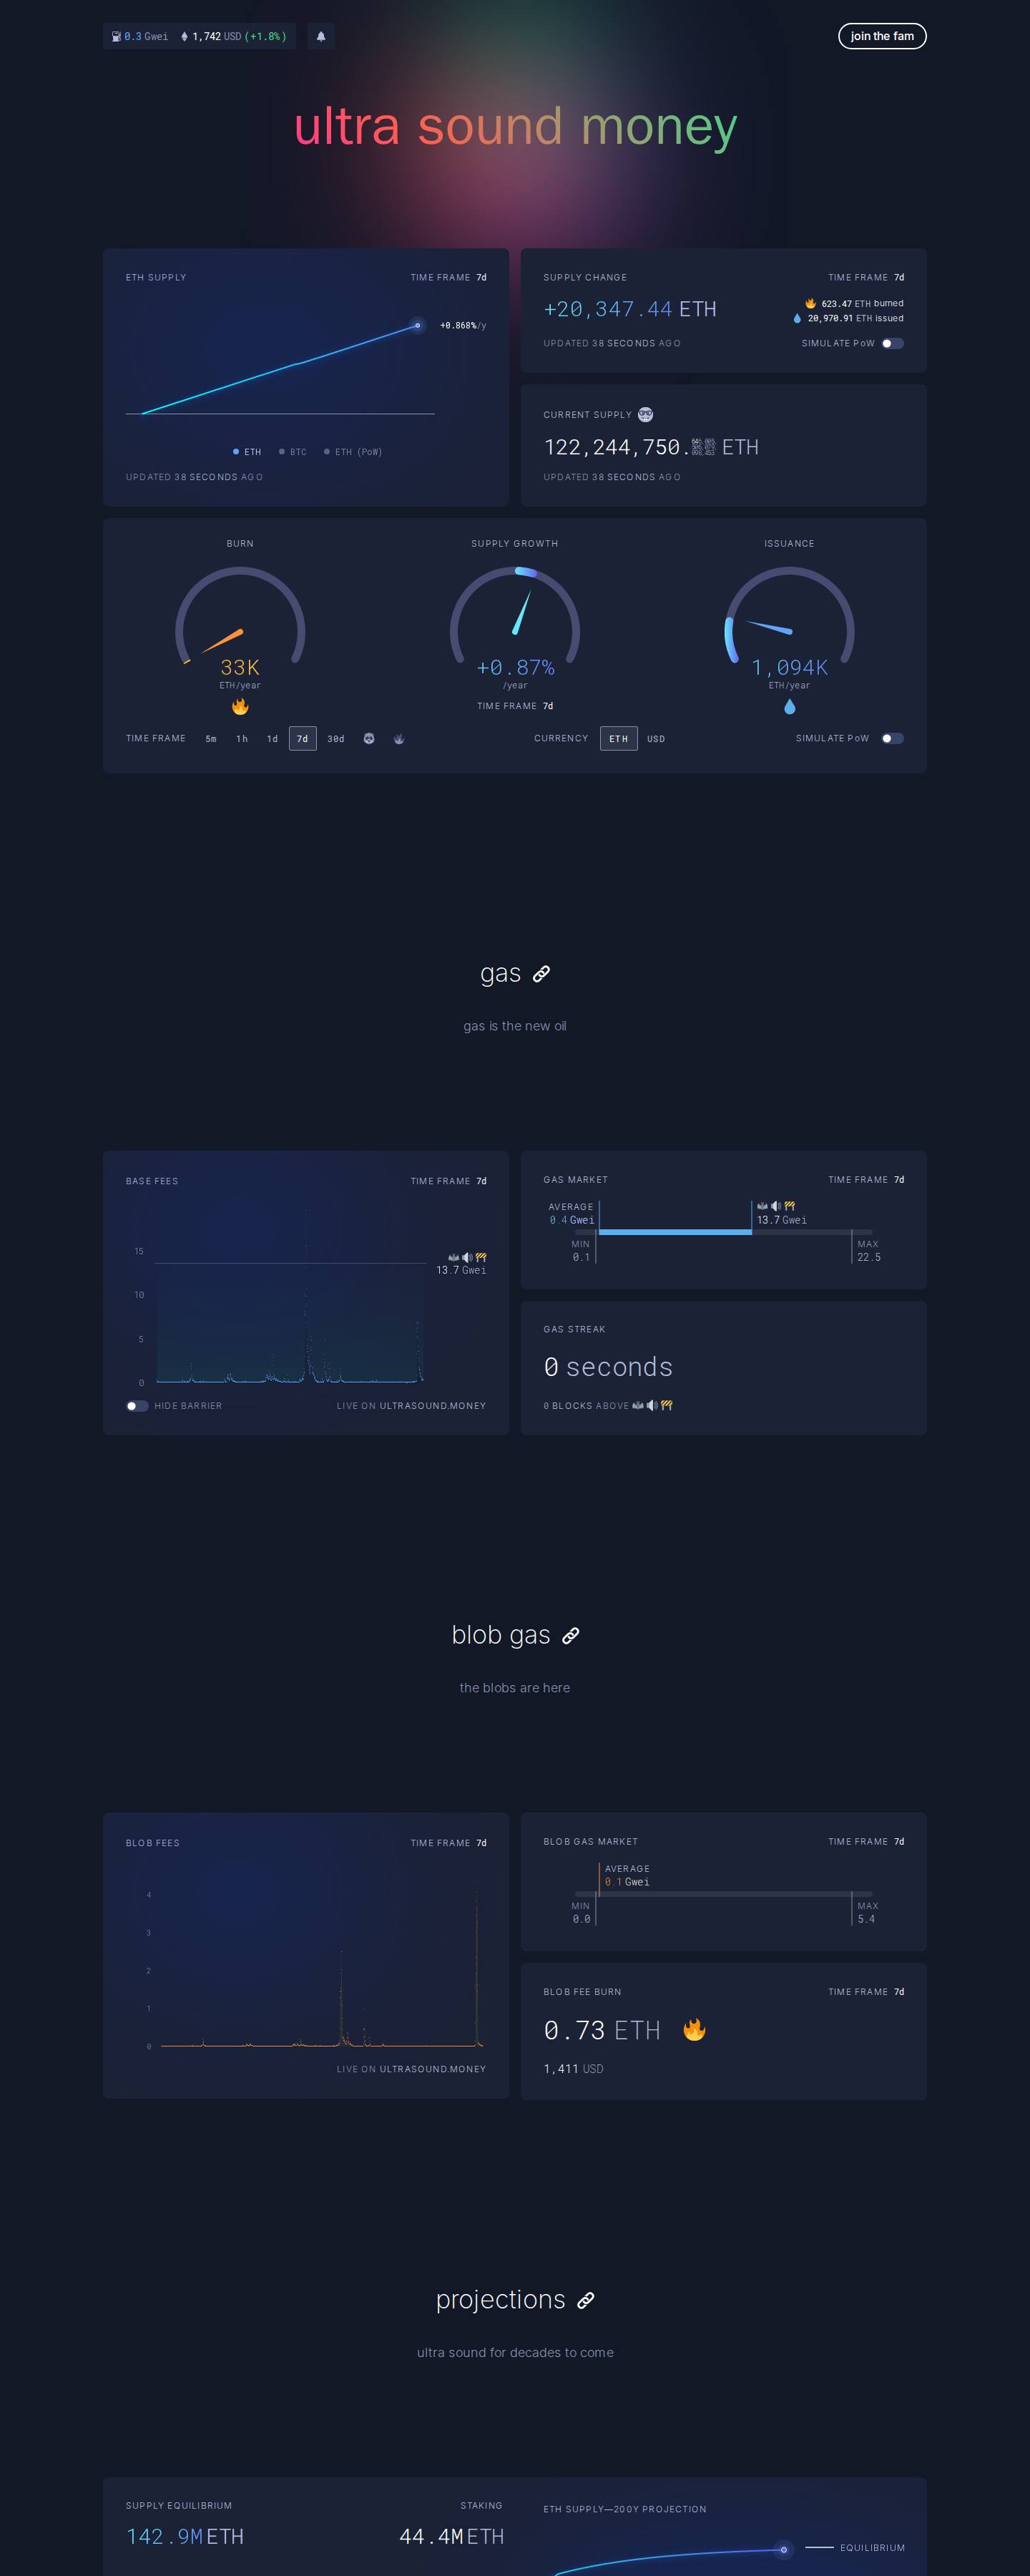 0.3 Gwei 1,742 USD (+1.8%)
join the fam
ultra sound money
ETH SUPPLY TIME FRAME 7d
+0.868%/y
ETH BTC ETH (PoW)
UPDATED 38 SECONDS AGO
SUPPLY CHANGE TIME FRAME 7d
+20,347.44 ETH
623.47 ETH burned
20,970.91 ETH issued
UPDATED 38 SECONDS AGO SIMULATE PoW
CURRENT SUPPLY
122,244,750. ETH
UPDATED 38 SECONDS AGO
BURN SUPPLY GROWTH ISSUANCE
33K +0.87% 1,094K
ETH/year /year ETH/year
TIME FRAME 7d
TIME FRAME 5m 1h 1d 7d 30d CURRENCY ETH USD SIMULATE PoW
gas
gas is the new oil
BASE FEES TIME FRAME 7d
15
13.7 Gwei
10
5
0
HIDE BARRIER LIVE ON ULTRASOUND.MONEY
GAS MARKET TIME FRAME 7d
AVERAGE
0.4 Gwei 13.7 Gwei
MIN MAX
0.1 22.5
GAS STREAK
0 seconds
0 BLOCKS ABOVE
blob gas
the blobs are here
BLOB FEES TIME FRAME 7d
4
3
2
1
0
LIVE ON ULTRASOUND.MONEY
BLOB GAS MARKET TIME FRAME 7d
AVERAGE
0.1 Gwei
MIN MAX
0.0 5.4
BLOB FEE BURN TIME FRAME 7d
0.73 ETH
1,411 USD
projections
ultra sound for decades to come
SUPPLY EQUILIBRIUM STAKING
142.9M ETH 44.4M ETH
ETH SUPPLY—200Y PROJECTION
EQUILIBRIUM